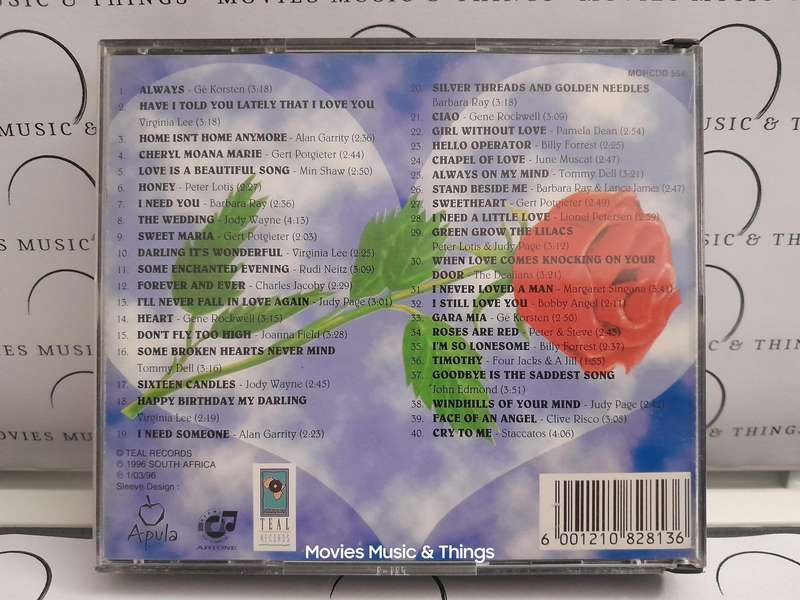 MOVIES MUSIC & THINGS
MORCDD 554
1. ALWAYS - Gé Korsten (3:18)
2. HAVE I TOLD YOU LATELY THAT I LOVE YOU
Virginia Lee (3:18)
3. HOME ISN'T HOME ANYMORE - Alan Garrity (2:36)
4. CHERYL MOANA MARIE - Gert Potgieter (2:44)
5. LOVE IS A BEAUTIFUL SONG - Min Shaw (2:50)
6. HONEY - Peter Lotis (2:27)
7. I NEED YOU - Barbara Ray (2:36)
8. THE WEDDING - Jody Wayne (4:13)
9. SWEET MARIA - Gert Potgieter (2:03)
10. DARLING IT'S WONDERFUL - Virginia Lee (2:25)
11. SOME ENCHANTED EVENING - Rudi Neitz (3:09)
12. FOREVER AND EVER - Charles Jacoby (2:29)
13. I'LL NEVER FALL IN LOVE AGAIN - Judy Page (3:01)
14. HEART - Gene Rockwell (3:15)
15. DON'T FLY TOO HIGH - Joanna Field (3:28)
16. SOME BROKEN HEARTS NEVER MIND
Tommy Dell (3:16)
17. SIXTEEN CANDLES - Jody Wayne (2:45)
18. HAPPY BIRTHDAY MY DARLING
Virginia Lee (2:19)
19. I NEED SOMEONE - Alan Garrity (2:23)
20. SILVER THREADS AND GOLDEN NEEDLES
Barbara Ray (3:18)
21. CIAO - Gene Rockwell (3:09)
22. GIRL WITHOUT LOVE - Pamela Dean (2:54)
23. HELLO OPERATOR - Billy Forrest (2:25)
24. CHAPEL OF LOVE - June Muscat (2:50)
25. ALWAYS ON MY MIND - Tommy Dell (3:21)
26. STAND BESIDE ME - Barbara Ray & Lance James (2:47)
27. SWEETHEART - Gert Potgieter (2:49)
28. I NEED A LITTLE LOVE - Lionel Petersen (2:59)
29. GREEN GROW THE LILACS
Peter Lotis & Judy Page (3:12)
30. WHEN LOVE COMES KNOCKING ON YOUR
DOOR - The Dealians (3:21)
31. I NEVER LOVED A MAN - Margaret Singana (3:41)
32. I STILL LOVE YOU - Bobby Angel (2:11)
33. GARA MIA - Gé Korsten (2:50)
34. ROSES ARE RED - Peter & Steve (2:43)
35. I'M SO LONESOME - Billy Forrest (2:37)
36. TIMOTHY - Four Jacks & A Jill (1:55)
37. GOODBYE IS THE SADDEST SONG
John Edmond (3:51)
38. WINDHILLS OF YOUR MIND - Judy Page (2:42)
39. FACE OF AN ANGEL - Clive Risco (3:08)
40. CRY TO ME - Staccatos (4:06)
© TEAL RECORDS
© 1996 SOUTH AFRICA
℗ 1/03/96
Sleeve Design :
Apula
ARTONE
TEAL
RECORDS
6 001210 828136
Movies Music & Things